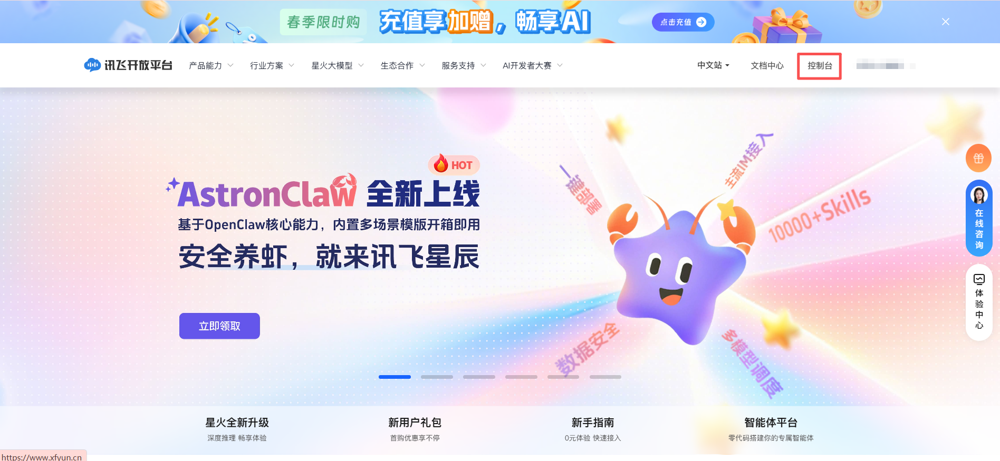 春季限时购
充值享加赠，畅享AI
点击充值
讯飞开放平台
产品能力
行业方案
星火大模型
生态合作
服务支持
AI开发者大赛
中文站
文档中心
控制台
HOT
AstronClaw 全新上线
基于OpenClaw核心能力，内置多场景模版开箱即用
安全养虾，就来讯飞星辰
立即领取
一键部署
主流IM接入
10000+Skills
数据安全
多模型调度
在线咨询
体验中心
星火全新升级
深度推理 畅享体验
新用户礼包
首购优惠享不停
新手指南
0元体验 快速接入
智能体平台
零代码搭建你的专属智能体
https://www.xfyun.cn